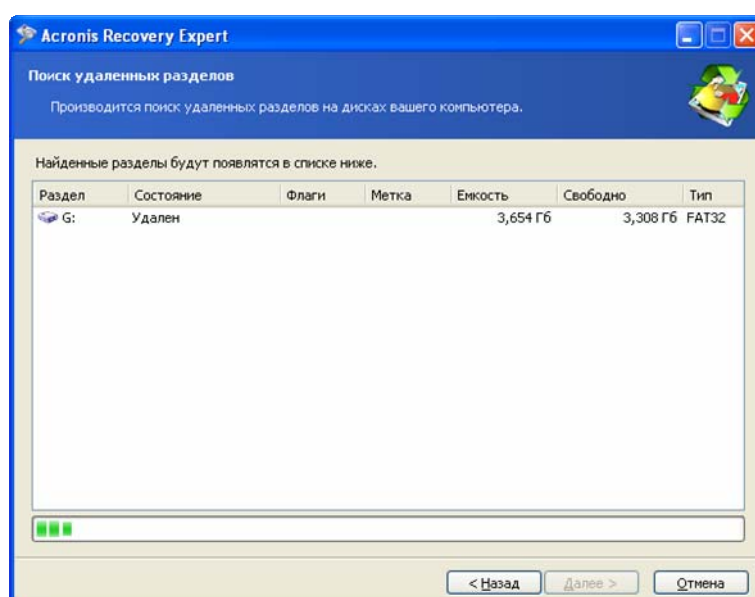 Acronis Recovery Expert
Поиск удаленных разделов
Производится поиск удаленных разделов на дисках вашего компьютера.
Найденные разделы будут появлятся в списке ниже.
Раздел Состояние Флаги Метка Емкость Свободно Тип
G: Удален 3,654 Гб 3,308 Гб FAT32
< Назад Далее > Отмена